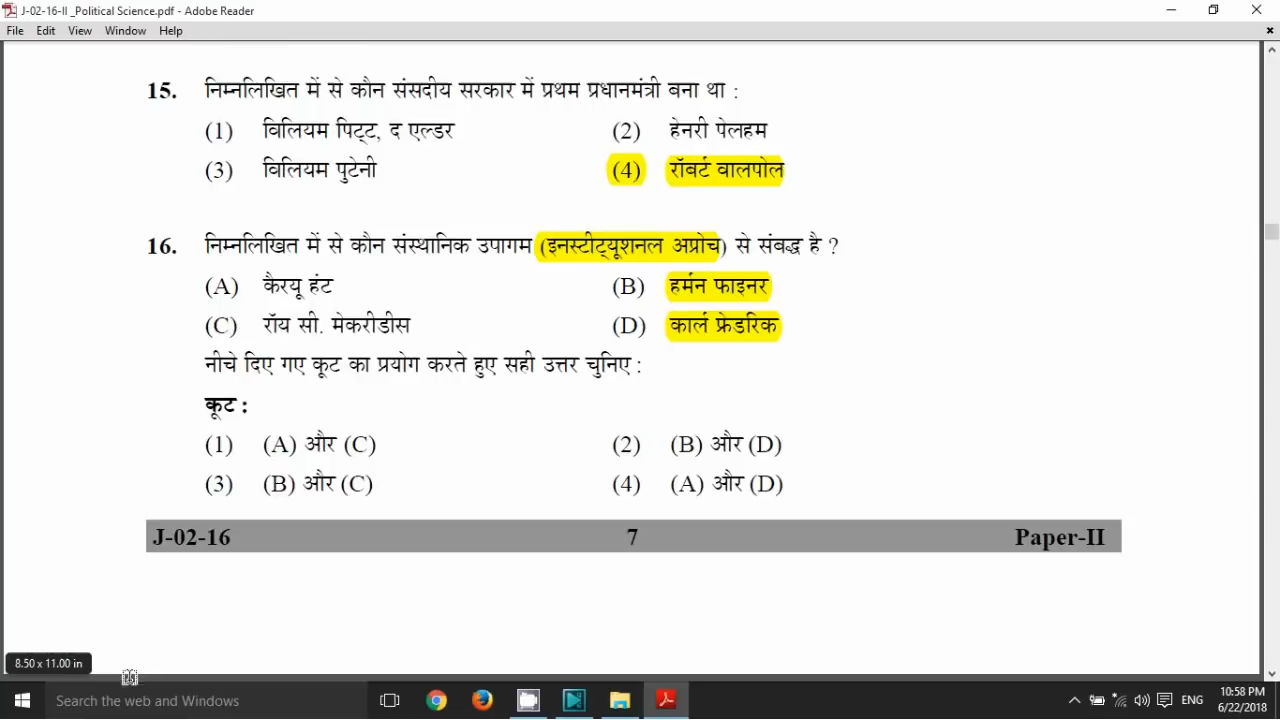 J-02-16-II _Political Science.pdf - Adobe Reader
File Edit View Window Help
15. निम्नलिखित में से कौन संसदीय सरकार में प्रथम प्रधानमंत्री बना था :
(1) विलियम पिट्ट, द एल्डर (2) हेनरी पेलहम
(3) विलियम पुटेनी (4) रॉबर्ट वालपोल
16. निम्नलिखित में से कौन संस्थानिक उपागम (इनस्टीट्यूशनल अप्रोच) से संबद्ध है ?
(A) कैरयू हंट (B) हर्मन फाइनर
(C) रॉय सी. मेकरीडीस (D) कार्ल फ्रेडरिक
नीचे दिए गए कूट का प्रयोग करते हुए सही उत्तर चुनिए :
कूट :
(1) (A) और (C) (2) (B) और (D)
(3) (B) और (C) (4) (A) और (D)
J-02-16 7 Paper-II
8.50 x 11.00 in
Search the web and Windows
ENG
10:58 PM
6/22/2018